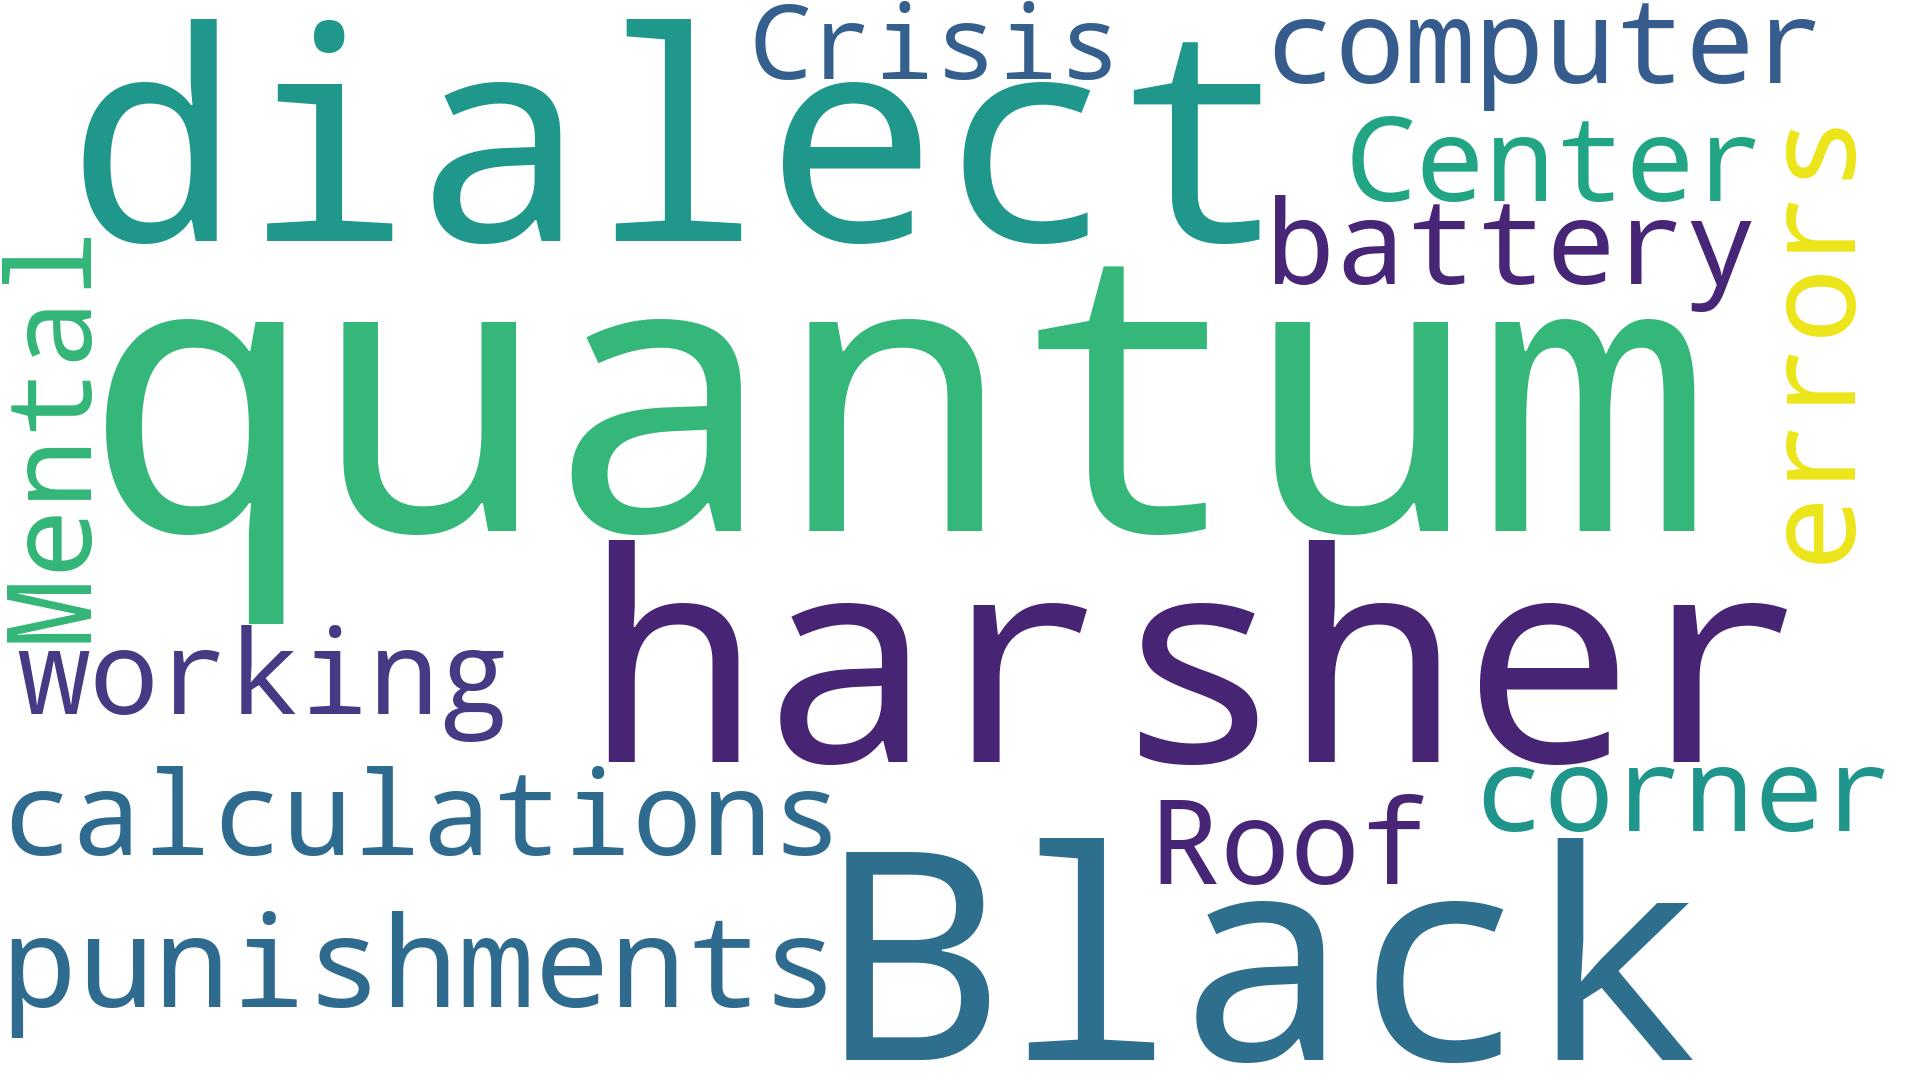 Crisis
computer
dialect
Center
battery
errors
Mental
quantum
harsher
working
calculations
corner
Roof
punishments
Black